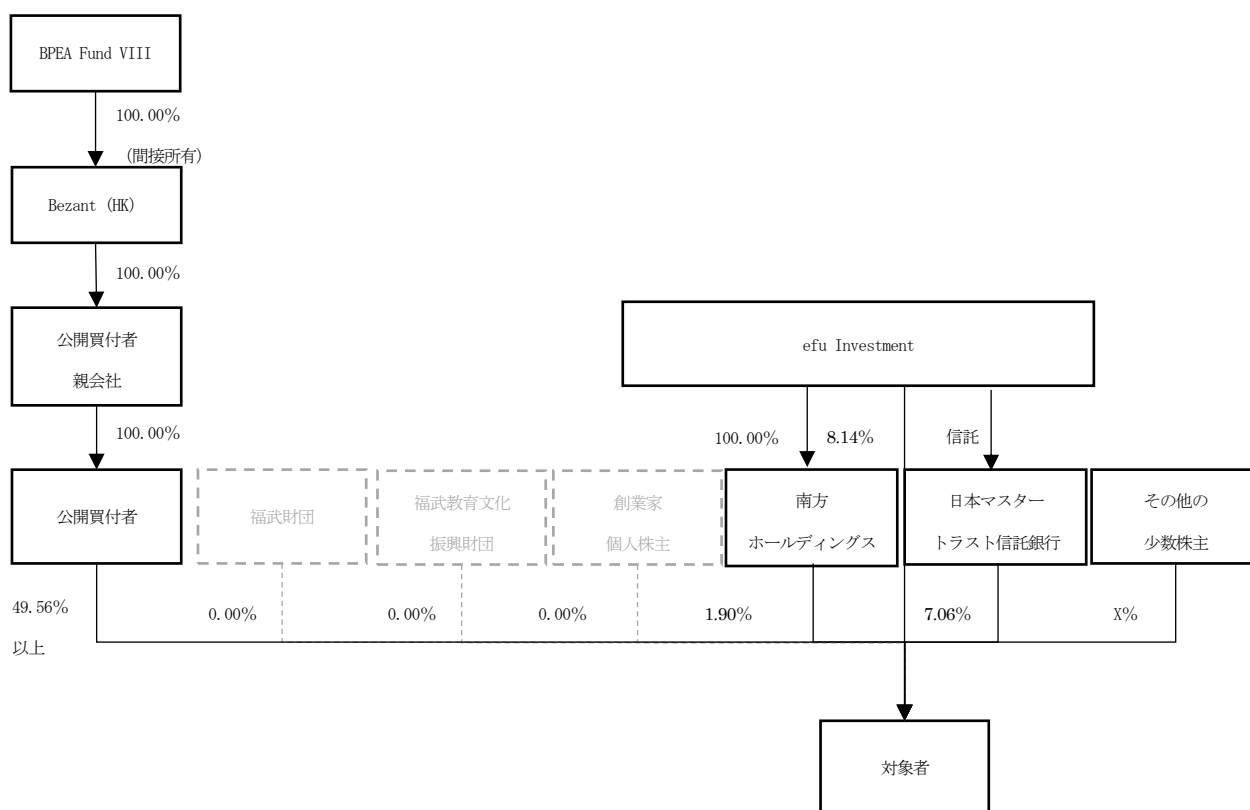 BPEA Fund VIII
100.00%
(間接所有)
Bezant (HK)
100.00%
公開買付者
親会社
efu Investment
100.00%
100.00%
8.14%
信託
公開買付者
福武財団
福武教育文化
振興財団
創業家
個人株主
南方
ホールディングス
日本マスター
トラスト信託銀行
その他の
少数株主
49.56%
以上
0.00%
0.00%
0.00%
1.90%
7.06%
X%
対象者